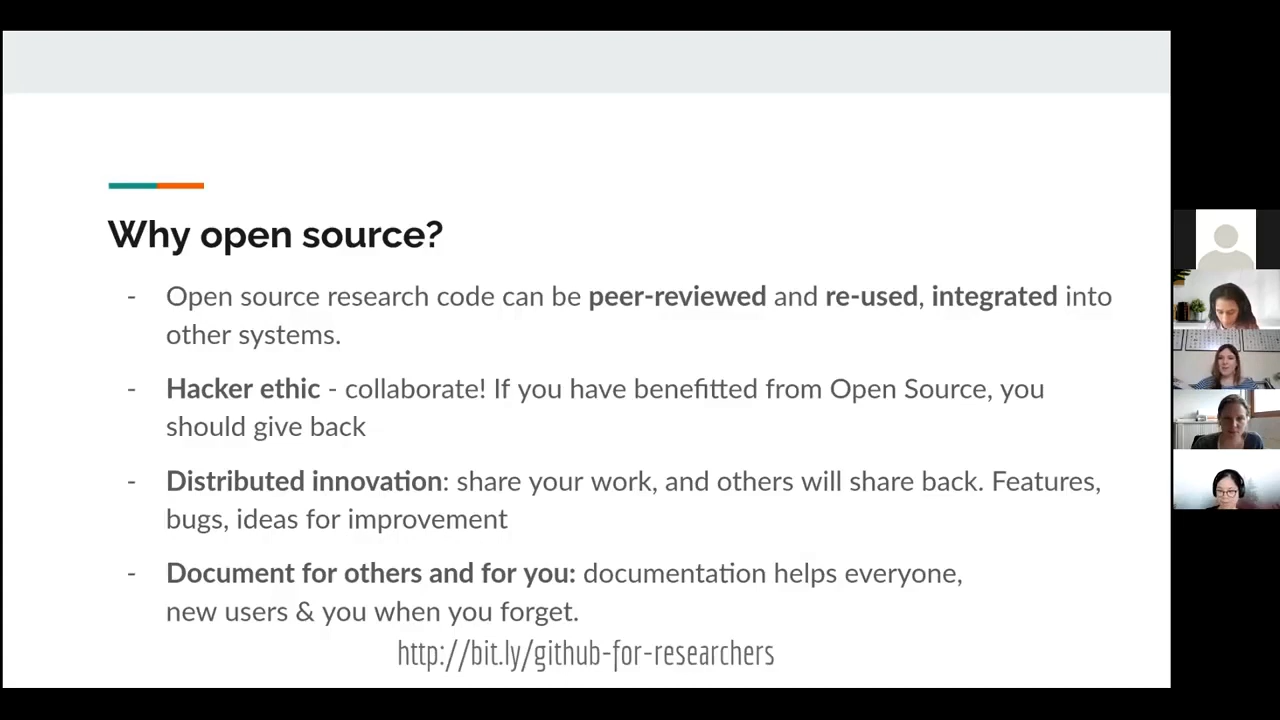 Why open source?
- Open source research code can be peer-reviewed and re-used, integrated into
other systems.
- Hacker ethic - collaborate! If you have benefitted from Open Source, you
should give back
- Distributed innovation: share your work, and others will share back. Features,
bugs, ideas for improvement
- Document for others and for you: documentation helps everyone,
new users & you when you forget.
http://bit.ly/github-for-researchers